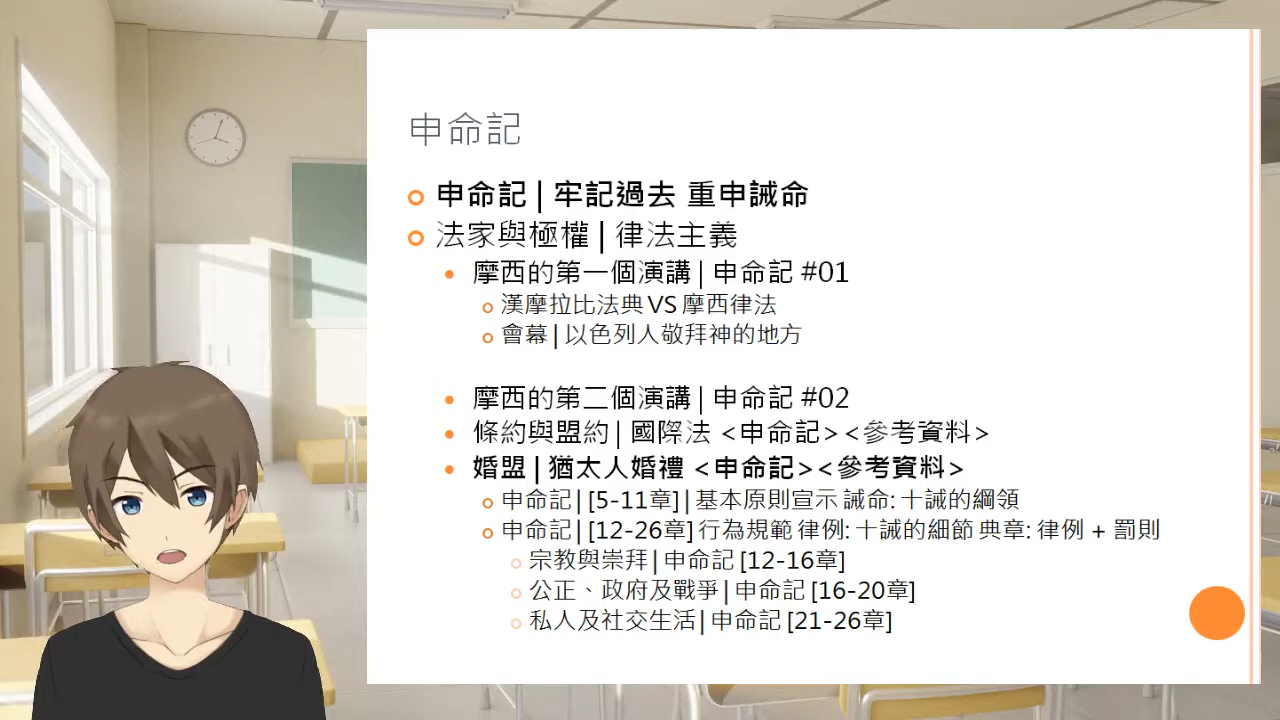 申命記
申命記 | 牢記過去 重申誡命
法家與極權 | 律法主義
摩西的第一個演講 | 申命記 #01
漢摩拉比法典 VS 摩西律法
會幕 | 以色列人敬拜神的地方
摩西的第二個演講 | 申命記 #02
條約與盟約 | 國際法 <申命記><參考資料>
婚盟 | 猶太人婚禮 <申命記><參考資料>
申命記 | [5-11章] | 基本原則宣示 誡命: 十誡的綱領
申命記 | [12-26章] 行為規範 律例: 十誡的細節 典章: 律例 + 罰則
宗教與崇拜 | 申命記 [12-16章]
公正、政府及戰爭 | 申命記 [16-20章]
私人及社交生活 | 申命記 [21-26章]